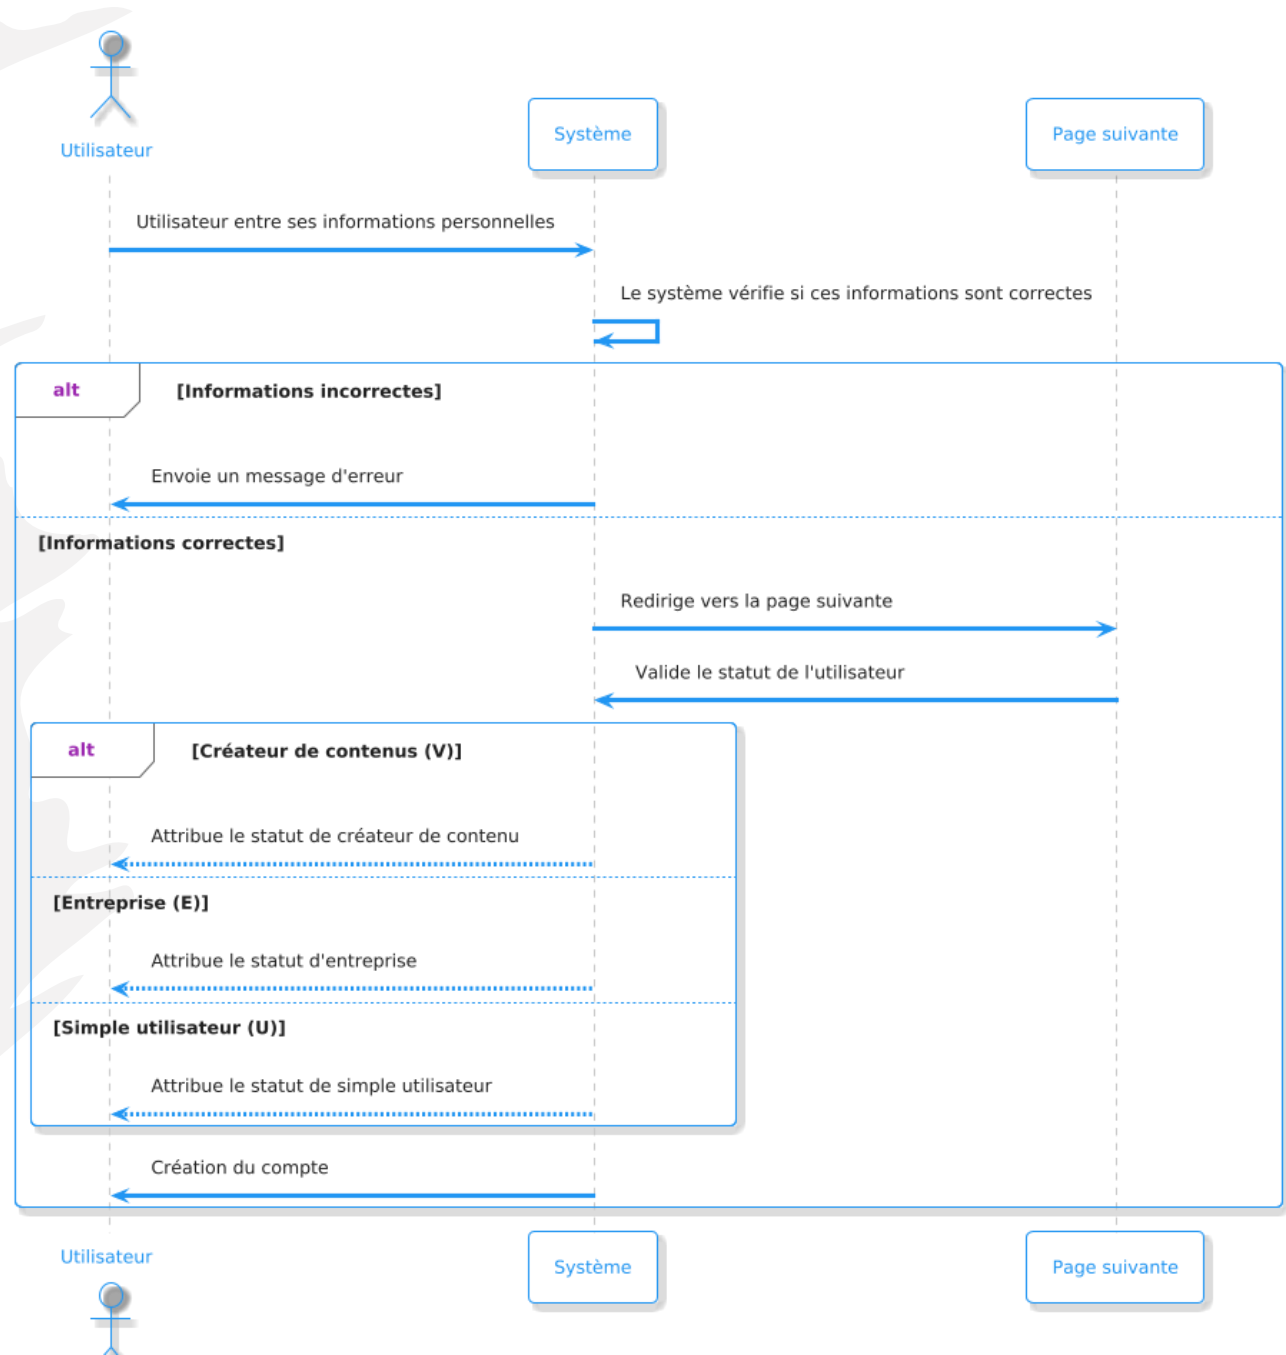 Utilisateur
Système
Page suivante
Utilisateur entre ses informations personnelles
Le système vérifie si ces informations sont correctes
alt
[Informations incorrectes]
Envoie un message d'erreur
[Informations correctes]
Redirige vers la page suivante
Valide le statut de l'utilisateur
alt
[Créateur de contenus (V)]
Attribue le statut de créateur de contenu
[Entreprise (E)]
Attribue le statut d'entreprise
[Simple utilisateur (U)]
Attribue le statut de simple utilisateur
Création du compte
Utilisateur
Système
Page suivante